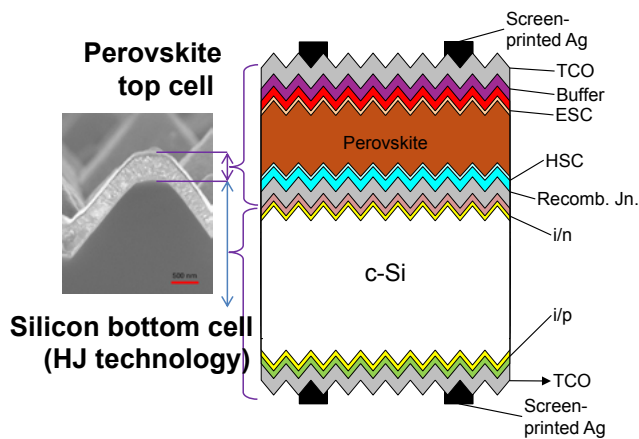 Screen-
printed Ag
Perovskite
top cell
TCO
Buffer
ESC
Perovskite
HSC
Recomb. Jn.
i/n
500 nm
c-Si
Silicon bottom cell
(HJ technology)
i/p
TCO
Screen-
printed Ag